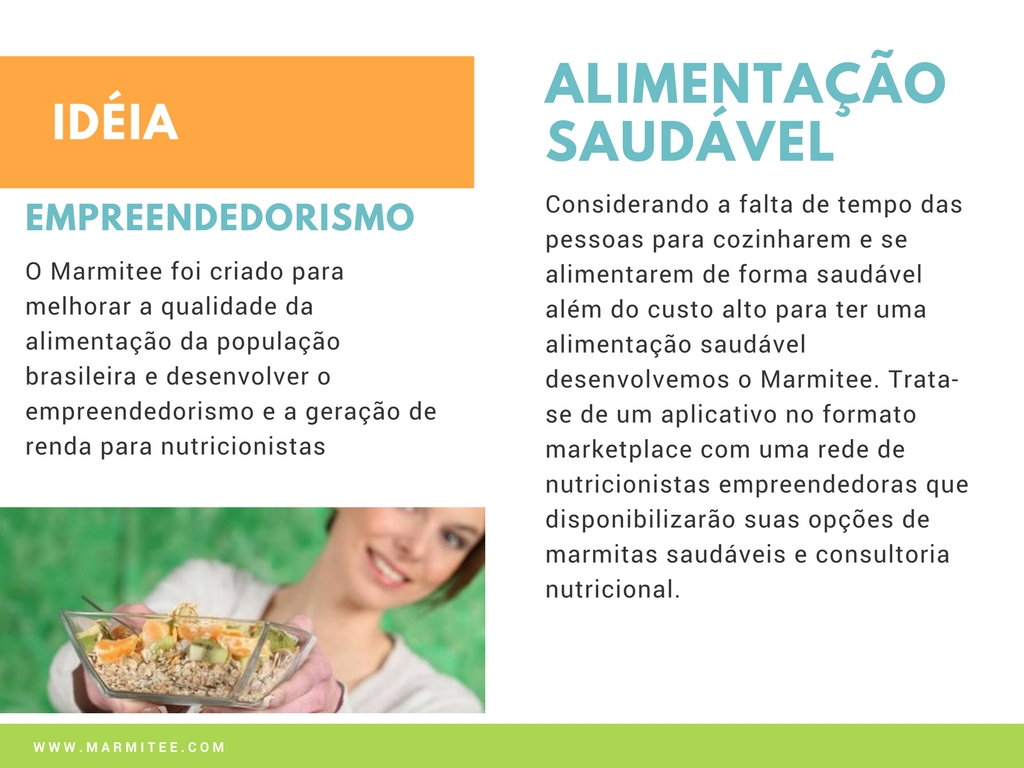 IDÉIA
EMPREENDEDORISMO
O Marmitee foi criado para
melhorar a qualidade da
alimentação da população
brasileira e desenvolver o
empreendedorismo e a geração de
renda para nutricionistas
ALIMENTAÇÃO
SAUDÁVEL
Considerando a falta de tempo das
pessoas para cozinharem e se
alimentarem de forma saudável
além do custo alto para ter uma
alimentação saudável
desenvolvemos o Marmitee. Trata-
se de um aplicativo no formato
marketplace com uma rede de
nutricionistas empreendedoras que
disponibilizarão suas opções de
marmitas saudáveis e consultoria
nutricional.
WWW.MARMITEE.COM